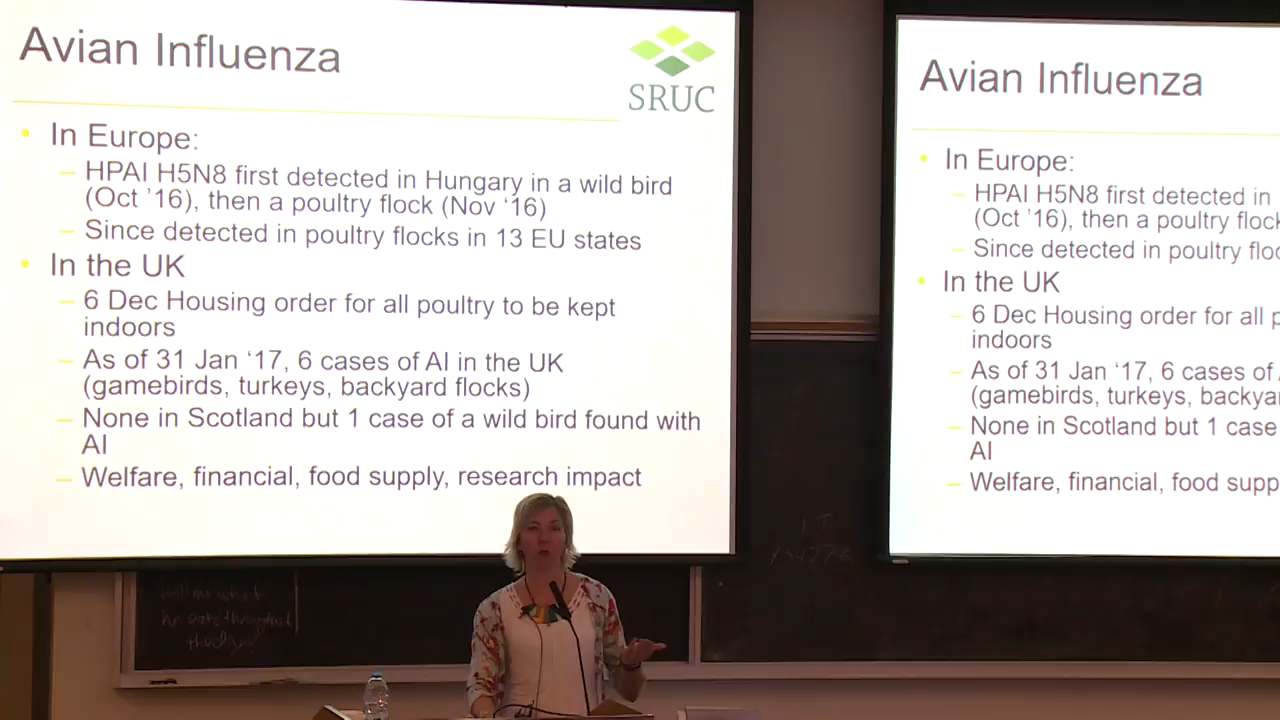 Avian Influenza
SRUC
• In Europe:
– HPAI H5N8 first detected in Hungary in a wild bird
(Oct ’16), then a poultry flock (Nov ‘16)
– Since detected in poultry flocks in 13 EU states
• In the UK
– 6 Dec Housing order for all poultry to be kept
indoors
– As of 31 Jan ‘17, 6 cases of AI in the UK
(gamebirds, turkeys, backyard flocks)
– None in Scotland but 1 case of a wild bird found with
AI
– Welfare, financial, food supply, research impact
Avian Influenza
• In Europe:
– HPAI H5N8 first detected in
(Oct ’16), then a poultry flock
– Since detected in poultry floc
• In the UK
– 6 Dec Housing order for all p
indoors
– As of 31 Jan ‘17, 6 cases of
(gamebirds, turkeys, backya
– None in Scotland but 1 case
AI
– Welfare, financial, food supp